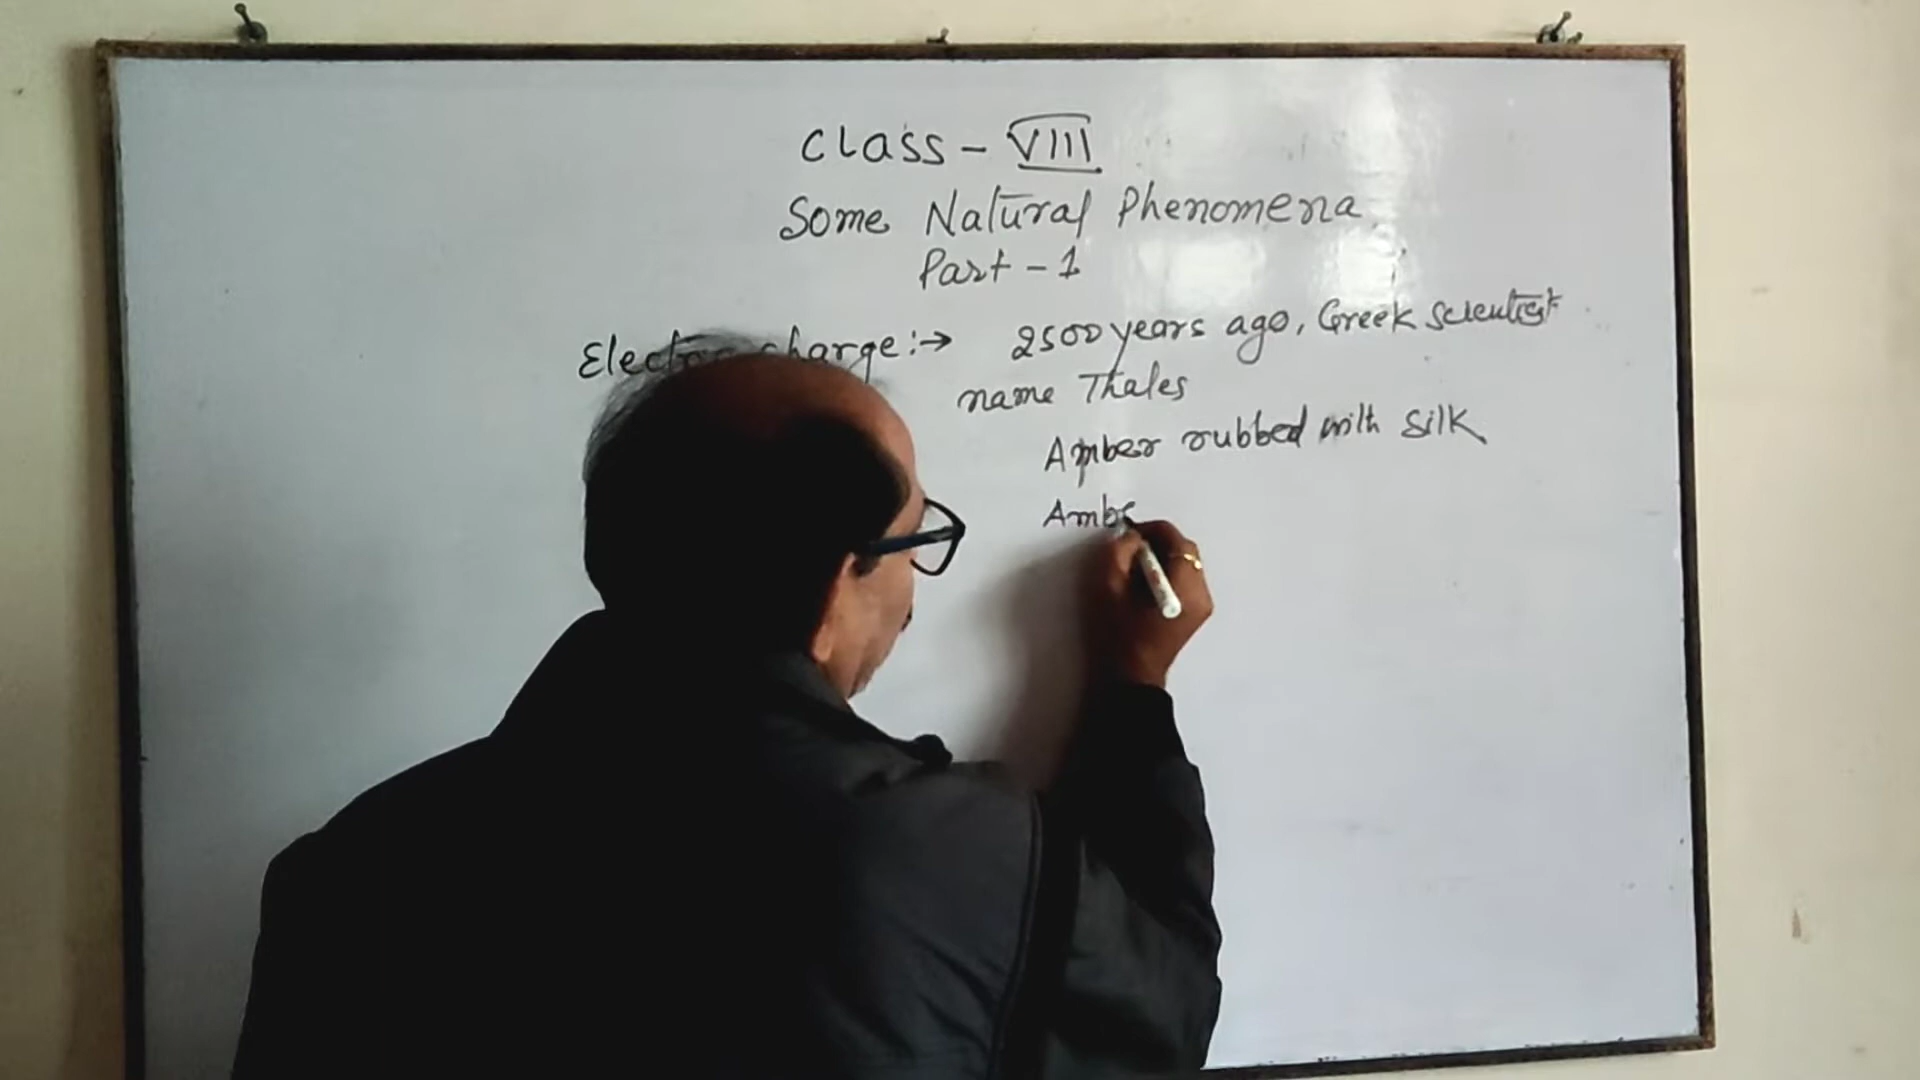 Class - VIII
Some Natural Phenomena
Part - 1
Electric charge :→ 2500 years ago, Greek Scientist
name Thales
Amber rubbed with Silk
Ambe